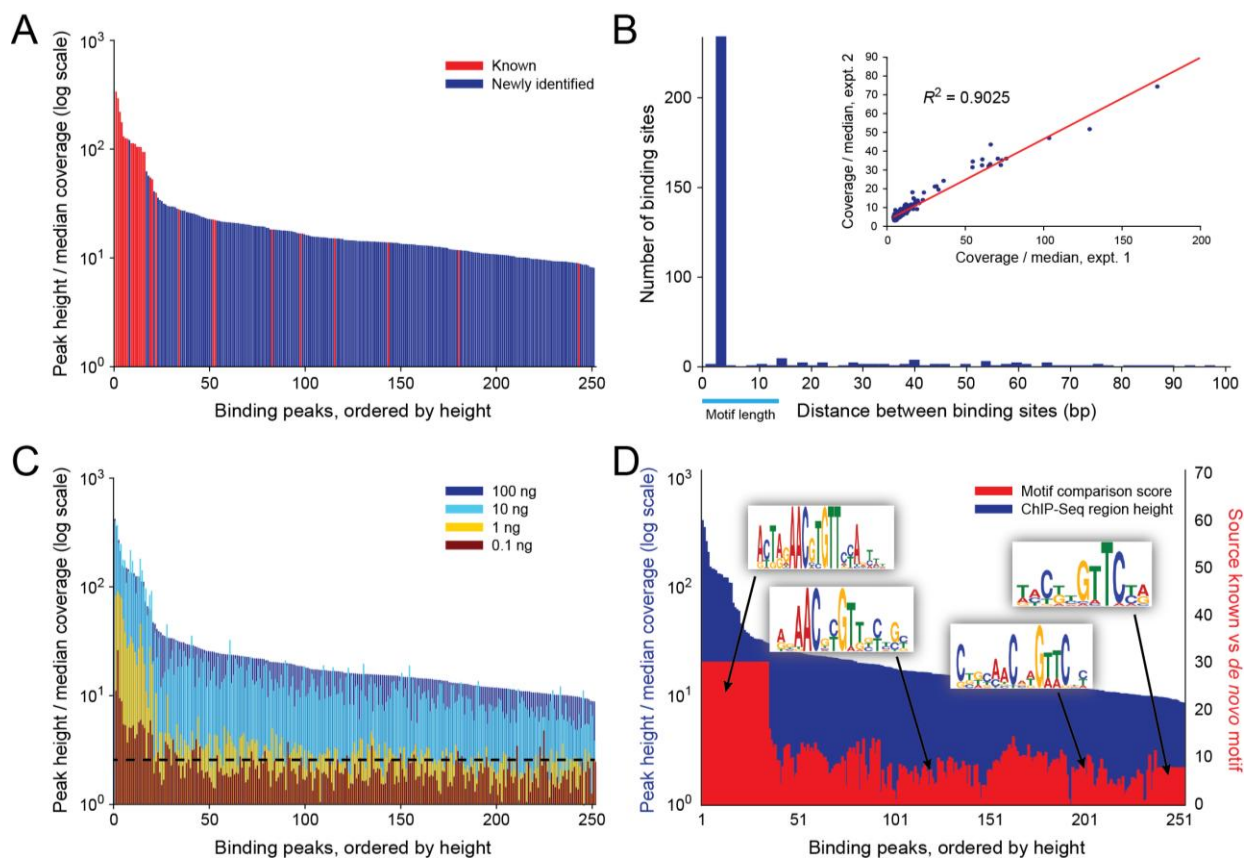 A
Peak height / median coverage (log scale)
10³
10²
10¹
10⁰
Known
Newly identified
0
50
100
150
200
250
Binding peaks, ordered by height
B
Number of binding sites
200
150
100
50
0
0
10
20
30
40
50
60
70
80
90
100
Motif length
Distance between binding sites (bp)
R² = 0.9025
Coverage / median, expt. 2
90
80
70
60
50
40
30
20
10
0
0
50
100
150
200
Coverage / median, expt. 1
C
Peak height / median coverage (log scale)
10³
10²
10¹
10⁰
100 ng
10 ng
1 ng
0.1 ng
0
50
100
150
200
250
Binding peaks, ordered by height
D
Peak height / median coverage (log scale)
10³
10²
10¹
10⁰
Motif comparison score
ChIP-Seq region height
70
60
50
40
30
20
10
0
Source known vs de novo motif
1
51
101
151
201
251
Binding peaks, ordered by height